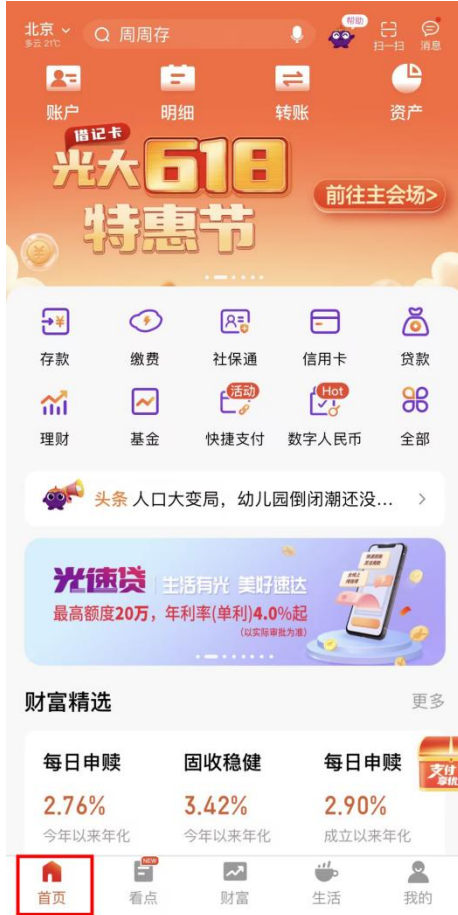 北京
多云 21℃
周周存
帮助
扫一扫
消息
账户
明细
转账
资产
借记卡
光大618
特惠节
前往主会场>
存款
缴费
社保通
信用卡
贷款
活动
Hot
理财
基金
快捷支付
数字人民币
全部
头条 人口大变局，幼儿园倒闭潮还没...
光速贷 生活有光 美好速达
最高额度20万，年利率(单利)4.0%起
(以实际审批为准)
财富精选
更多
每日申赎
固收稳健
每日申赎
支付
享优
2.76%
3.42%
2.90%
今年以来年化
今年以来年化
成立以来年化
NEW
首页
看点
财富
生活
我的